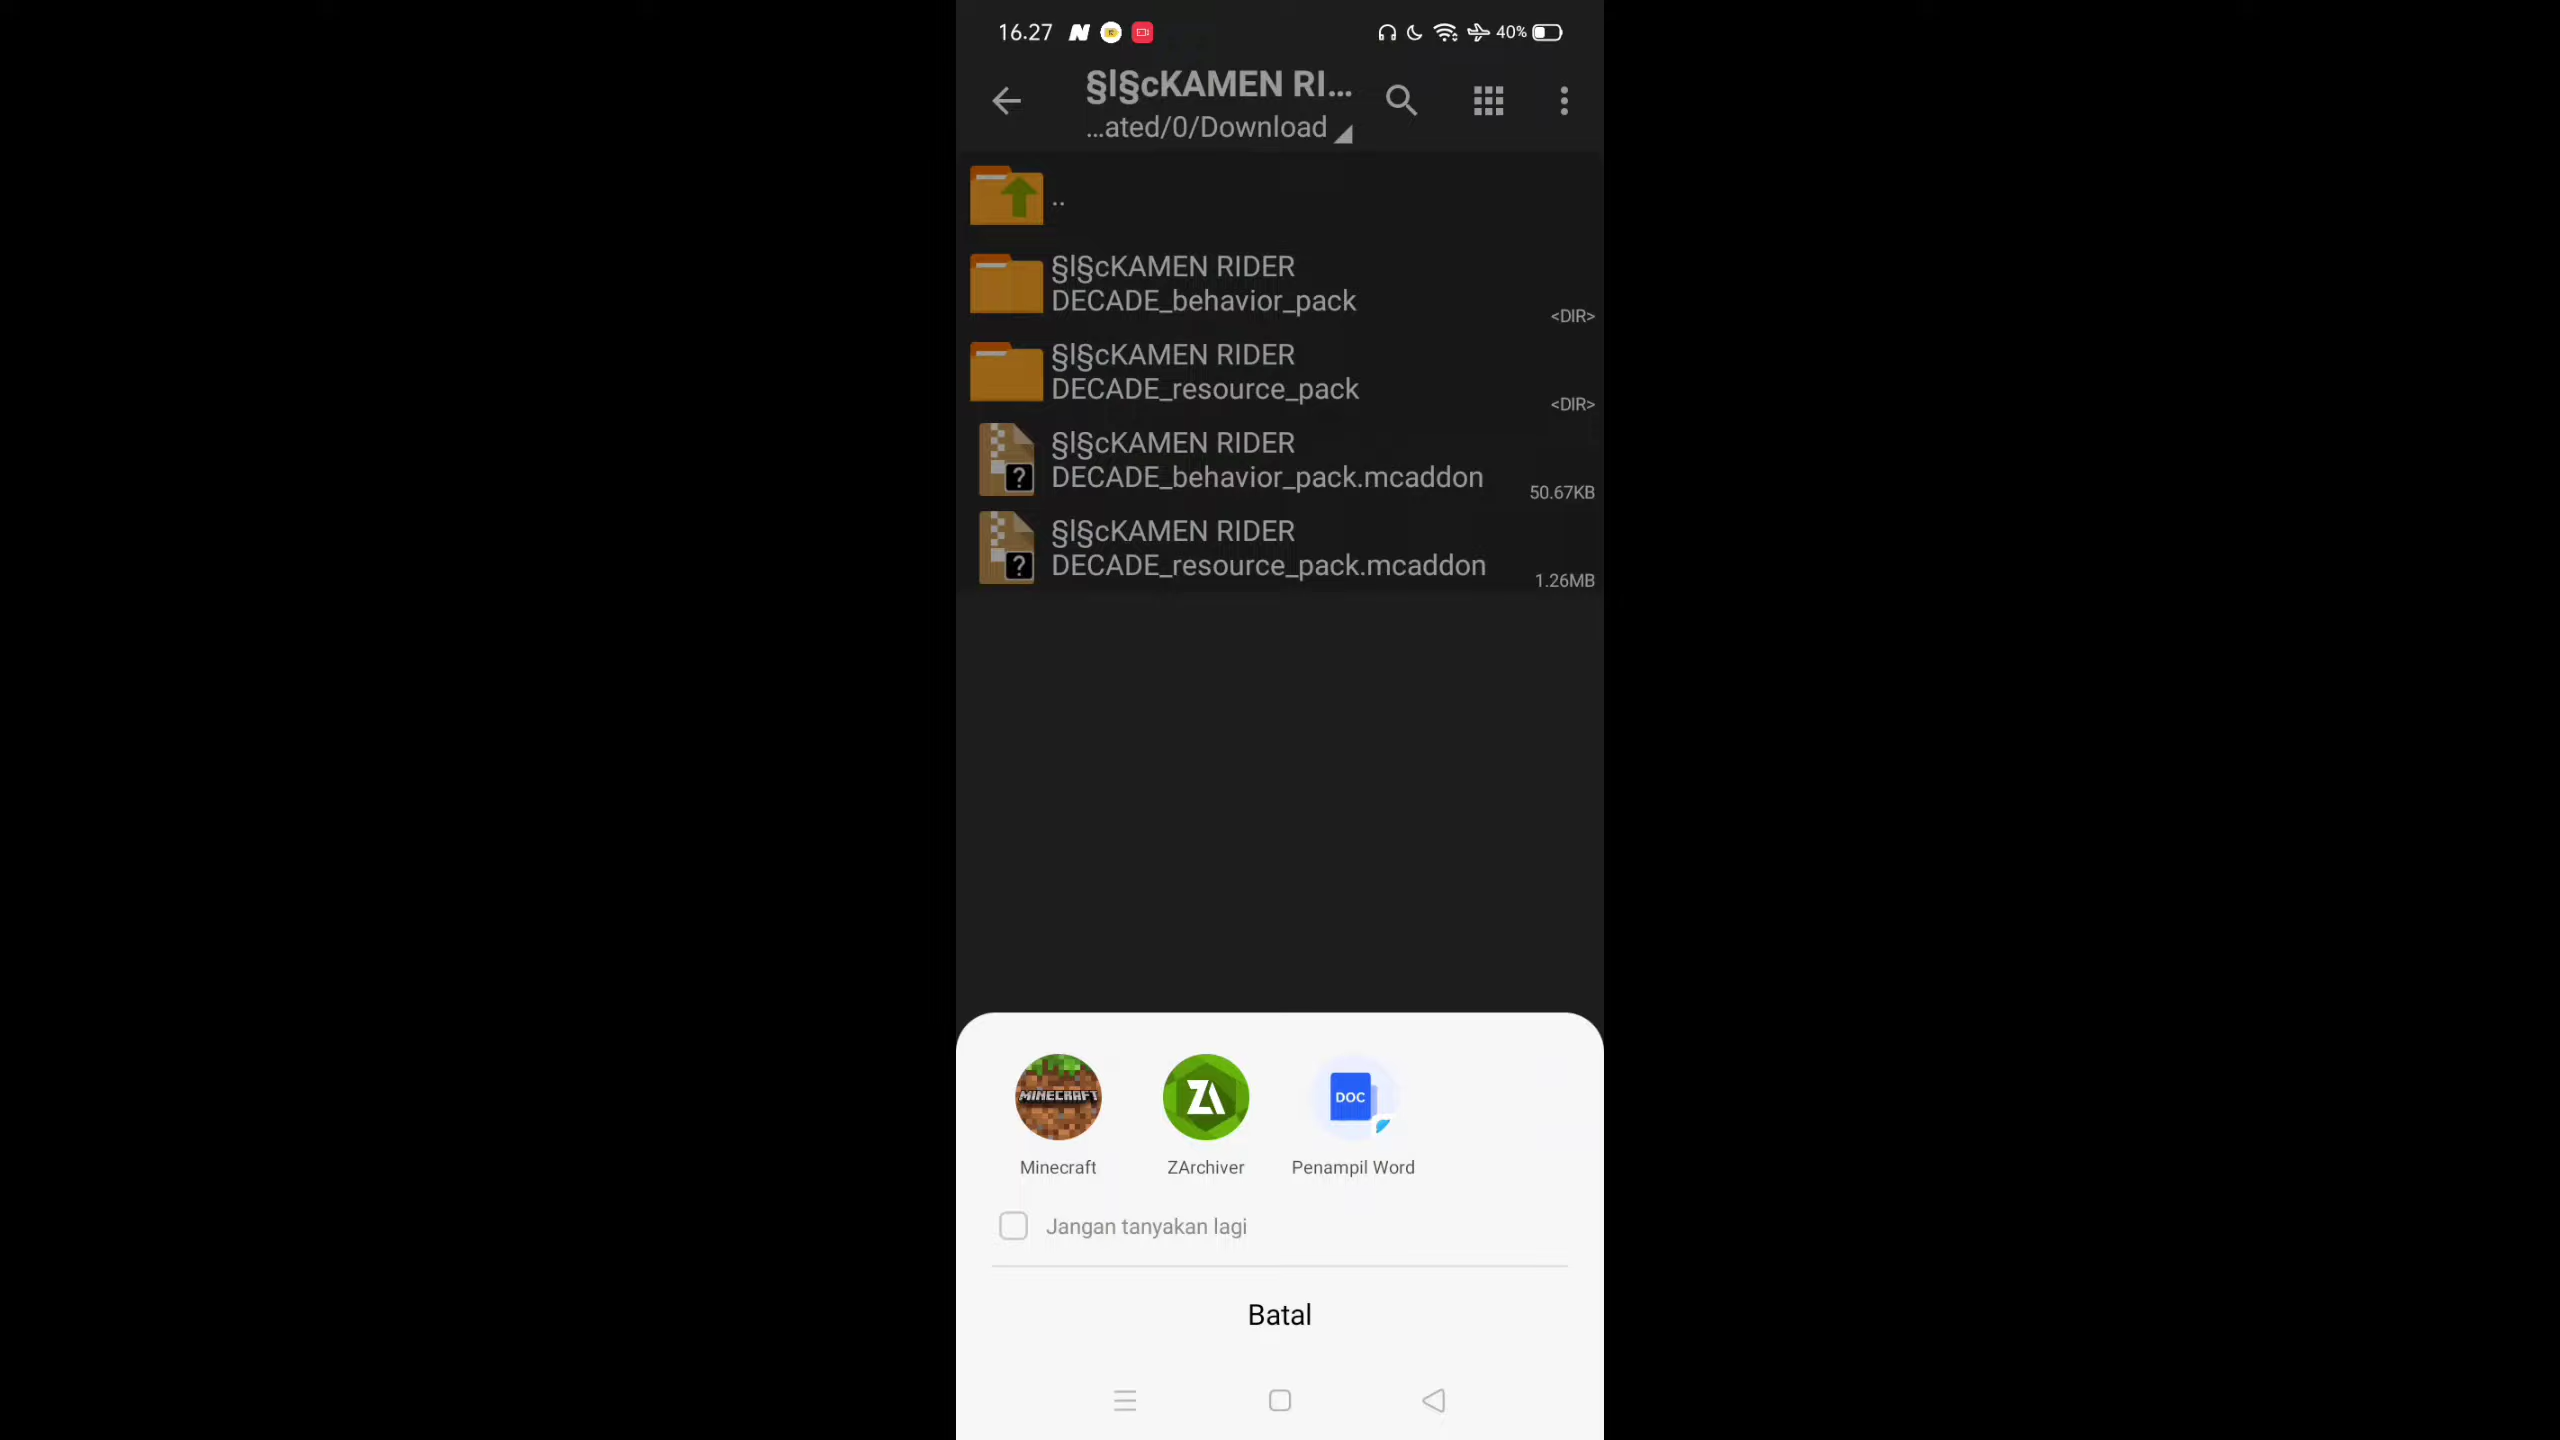 16.27
40%
§l§cKAMEN RI...
...ated/0/Download
..
§l§cKAMEN RIDER
DECADE_behavior_pack
<DIR>
§l§cKAMEN RIDER
DECADE_resource_pack
<DIR>
§l§cKAMEN RIDER
DECADE_behavior_pack.mcaddon
50.67KB
§l§cKAMEN RIDER
DECADE_resource_pack.mcaddon
1.26MB
MINECRAFT
ZA
DOC
Minecraft
ZArchiver
Penampil Word
Jangan tanyakan lagi
Batal